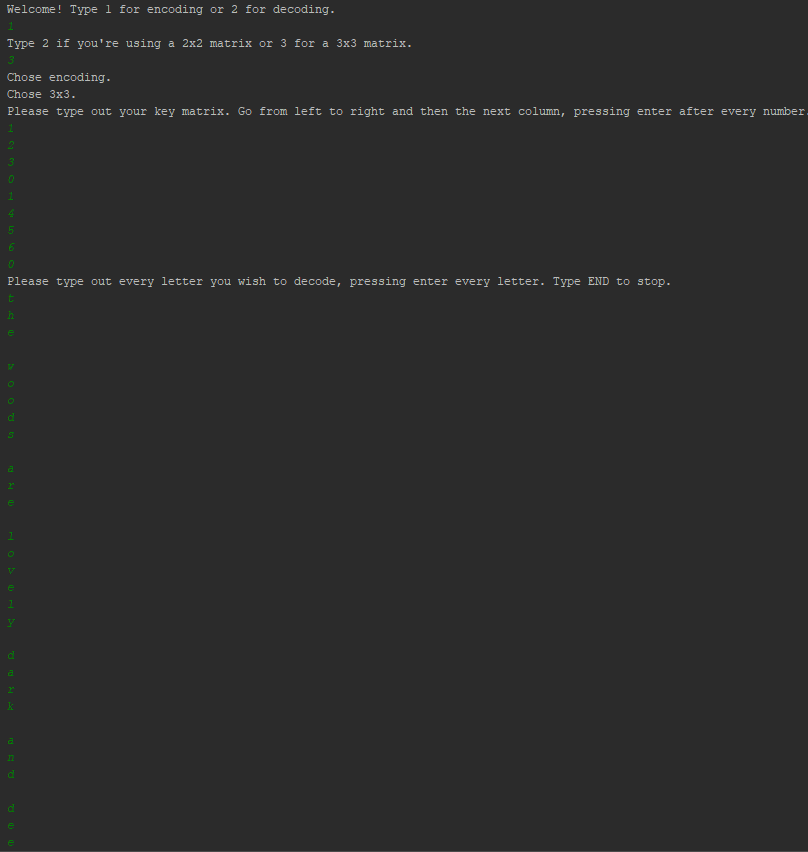 Welcome! Type 1 for encoding or 2 for decoding.
1
Type 2 if you're using a 2x2 matrix or 3 for a 3x3 matrix.
3
Chose encoding.
Chose 3x3.
Please type out your key matrix. Go from left to right and then the next column, pressing enter after every number.
1
2
3
0
1
4
5
6
0
Please type out every letter you wish to decode, pressing enter every letter. Type END to stop.
t
h
e
w
o
o
d
s
a
r
e
l
o
v
e
l
y
d
a
r
k
a
n
d
d
e
e